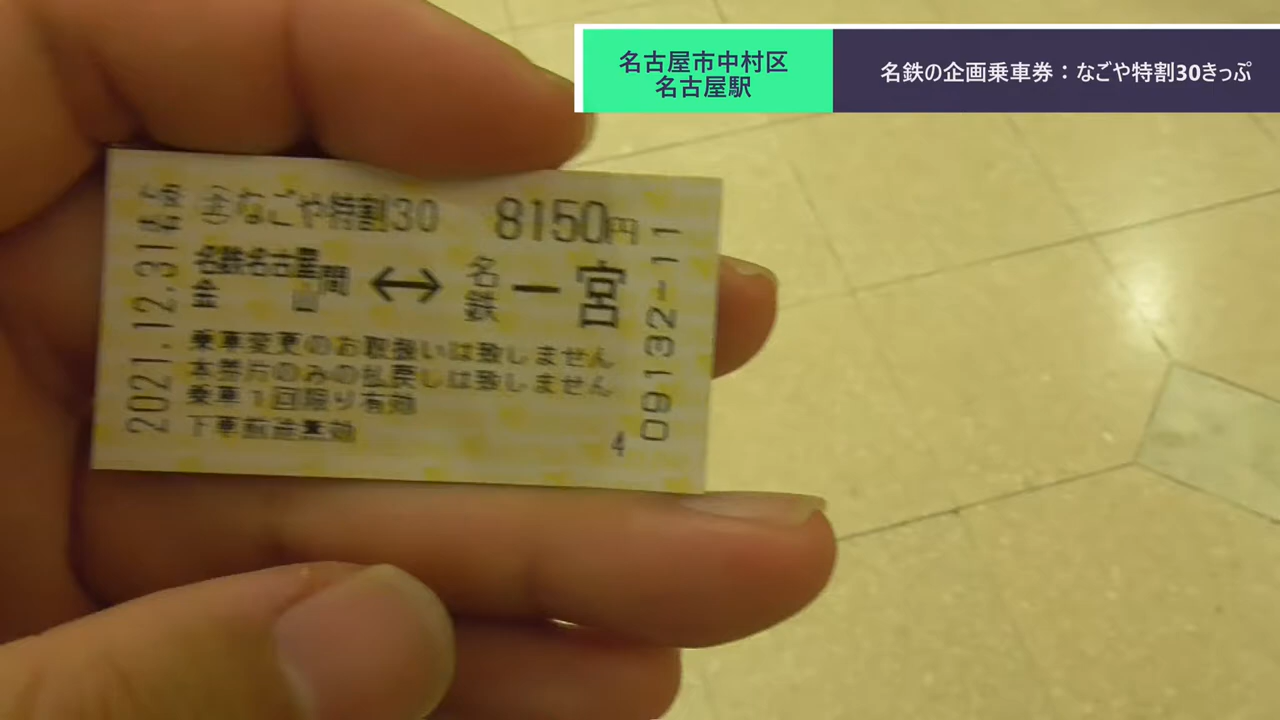 名古屋市中村区
名古屋駅
名鉄の企画乗車券：なごや特割30きっぷ
なごや特割30 8150円
名鉄名古屋
金山
間 ↔ 名鉄一宮
乗車変更のお取扱いは致しません
本券片のみの払戻しは致しません
乗車1回限り有効
下車前途無効
4
2021.12.31
09132-11